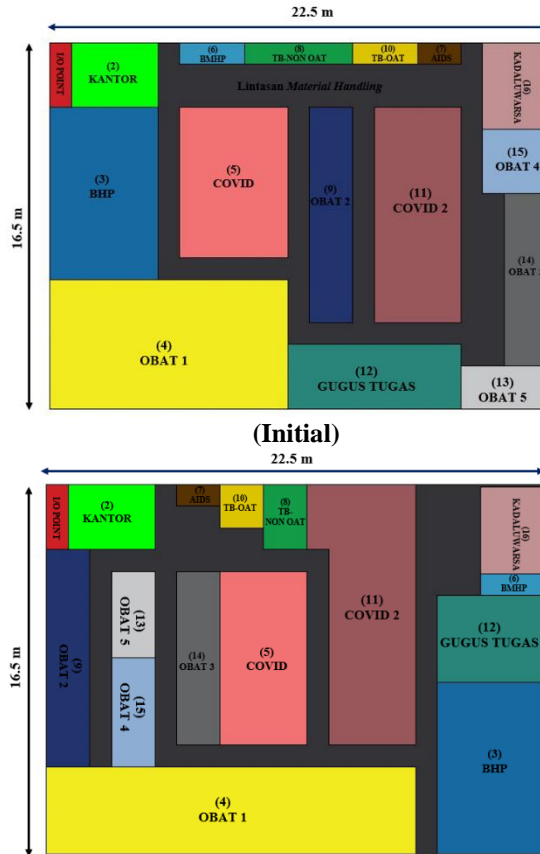 22.5 m
16.5 m
I/O POINT
(2)
KANTOR
(6)
BMHP
(8)
TB-NON OAT
(10)
TB-OAT
(7)
AIDS
(16)
KADALUWARSA
Lintasan Material Handling
(3)
BHP
(5)
COVID
(9)
OBAT 2
(11)
COVID 2
(15)
OBAT 4
(14)
OBAT
(4)
OBAT 1
(12)
GUGUS TUGAS
(13)
OBAT 5
(Initial)
22.5 m
16.5 m
I/O POINT
(2)
KANTOR
(7)
AIDS
(10)
TB-OAT
(8)
TB-
NON OAT
(16)
KADALUWARSA
(6)
BMHP
(11)
COVID 2
(12)
GUGUS TUGAS
(9)
OBAT 2
(13)
OBAT 5
(15)
OBAT 4
(14)
OBAT 3
(5)
COVID
(3)
BHP
(4)
OBAT 1